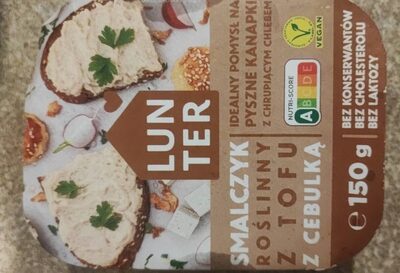 LUN
TER
SMALCZYK
ROŚLINNY
Z TOFU
Z CEBULKĄ
IDEALNY POMYSŁ NA
PYSZNE KANAPKI
Z CHRUPIĄCYM CHLEBEM
NUTRI-SCORE
A B C D E
VEGAN
BEZ KONSERWANTÓW
BEZ CHOLESTEROLU
BEZ LAKTOZY
℮ 150 g